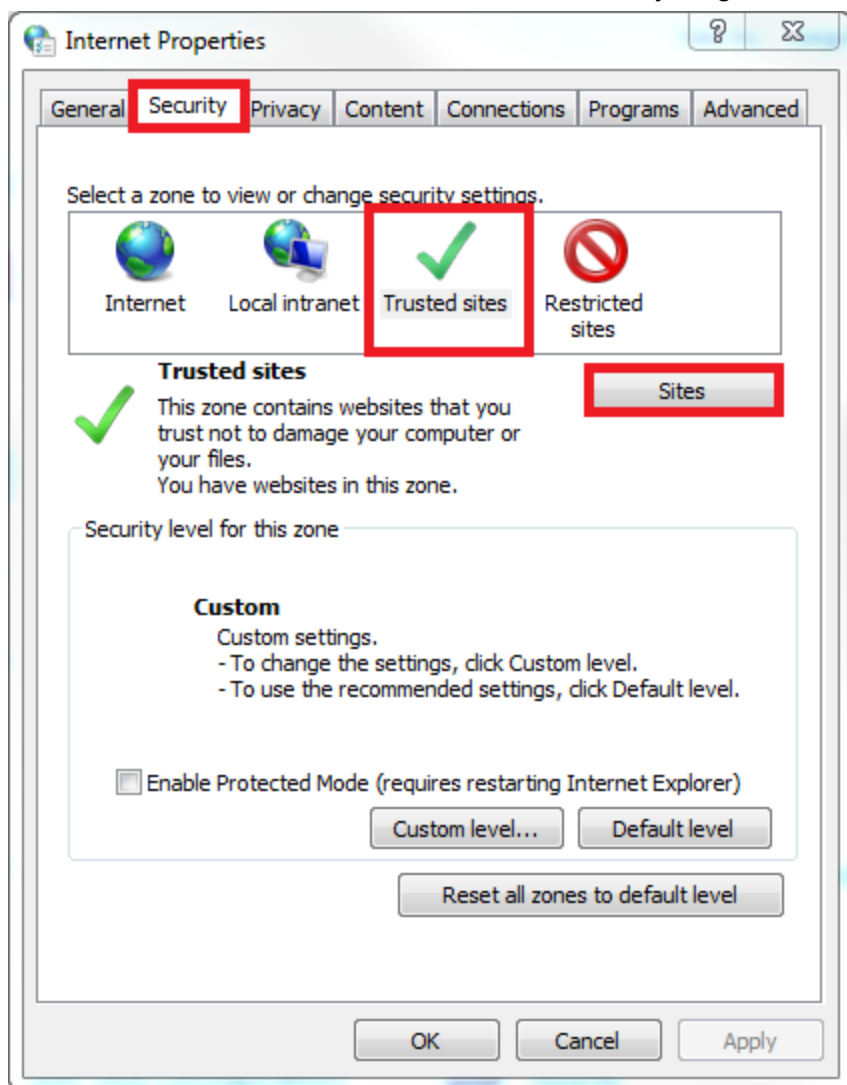 Internet Properties
General Security Privacy Content Connections Programs Advanced
Select a zone to view or change security settings.
Internet Local intranet Trusted sites Restricted sites
Trusted sites
Sites
This zone contains websites that you
trust not to damage your computer or
your files.
You have websites in this zone.
Security level for this zone
Custom
Custom settings.
- To change the settings, click Custom level.
- To use the recommended settings, click Default level.
Enable Protected Mode (requires restarting Internet Explorer)
Custom level... Default level
Reset all zones to default level
OK Cancel Apply